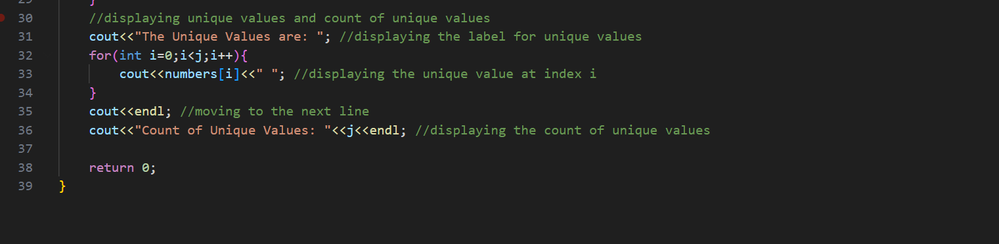 29 }
30 //displaying unique values and count of unique values
31 cout<<"The Unique Values are: "; //displaying the label for unique values
32 for(int i=0;i<j;i++){
33 cout<<numbers[i]<<" "; //displaying the unique value at index i
34 }
35 cout<<endl; //moving to the next line
36 cout<<"Count of Unique Values: "<<j<<endl; //displaying the count of unique values
37
38 return 0;
39 }